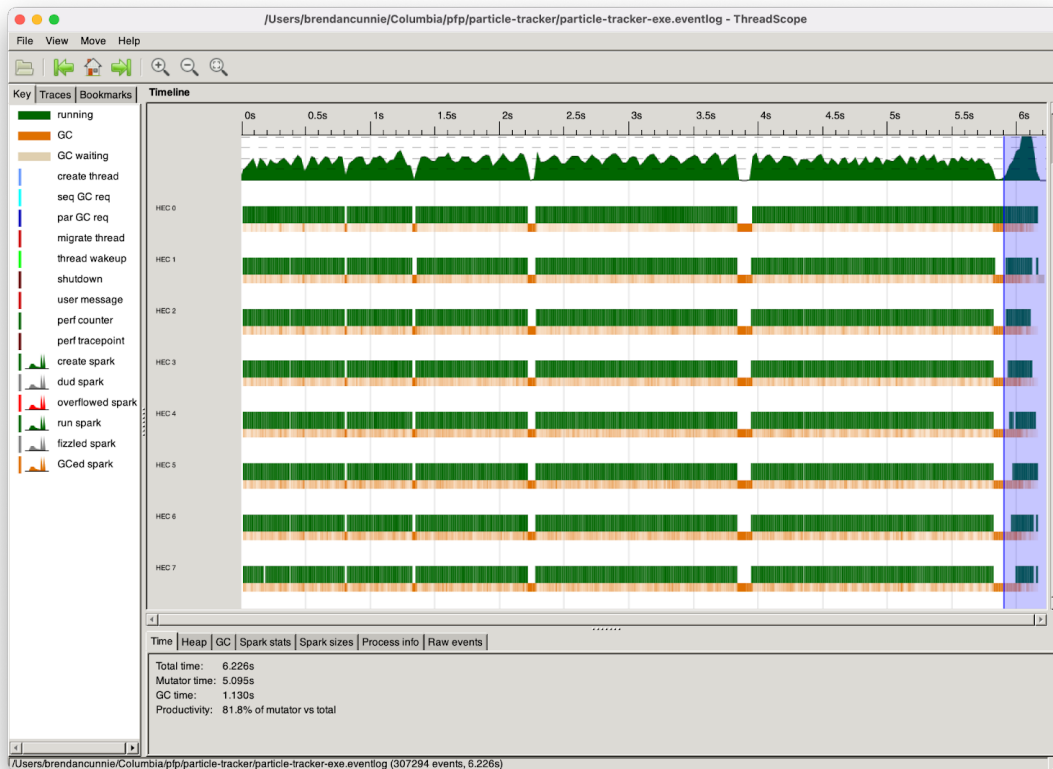 /Users/brendancunnie/Columbia/pfp/particle-tracker/particle-tracker-exe.eventlog - ThreadScope
File View Move Help
Key Traces Bookmarks
running
GC
GC waiting
create thread
seq GC req
par GC req
migrate thread
thread wakeup
shutdown
user message
perf counter
perf tracepoint
create spark
dud spark
overflowed spark
run spark
fizzled spark
GCed spark
Timeline
0s 0.5s 1s 1.5s 2s 2.5s 3s 3.5s 4s 4.5s 5s 5.5s 6s
HEC 0
HEC 1
HEC 2
HEC 3
HEC 4
HEC 5
HEC 6
HEC 7
Time Heap GC Spark stats Spark sizes Process info Raw events
Total time: 6.226s
Mutator time: 5.095s
GC time: 1.130s
Productivity: 81.8% of mutator vs total
/Users/brendancunnie/Columbia/pfp/particle-tracker/particle-tracker-exe.eventlog (307294 events, 6.226s)